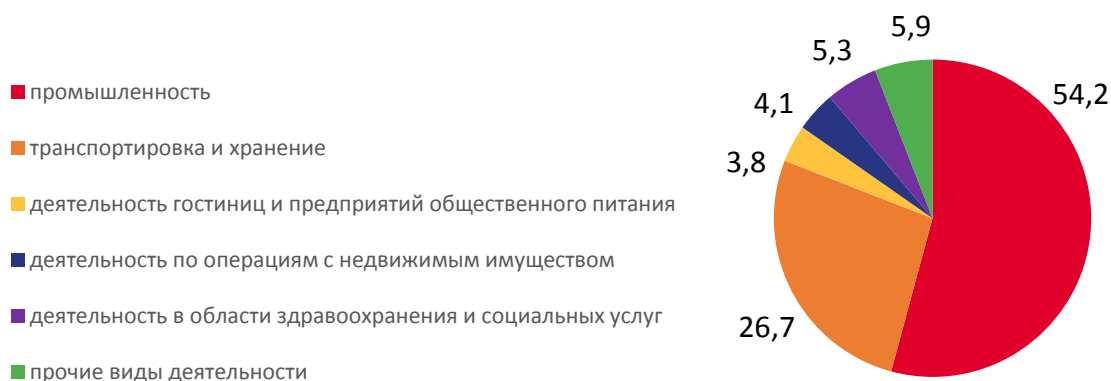 промышленность
транспортировка и хранение
деятельность гостиниц и предприятий общественного питания
деятельность по операциям с недвижимым имуществом
деятельность в области здравоохранения и социальных услуг
прочие виды деятельности
5,9
5,3
54,2
4,1
3,8
26,7